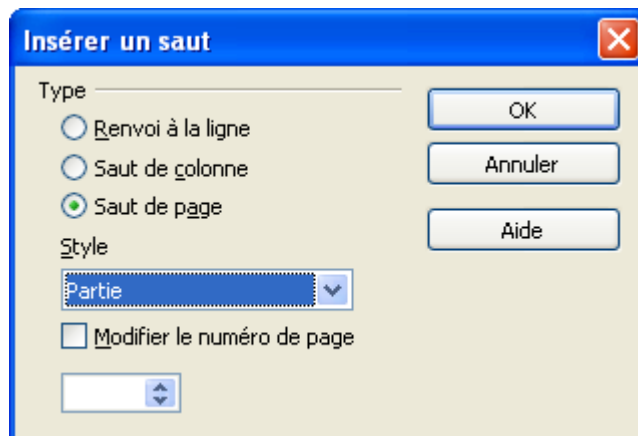 Insérer un saut
Type
Renvoi à la ligne
Saut de colonne
Saut de page
Style
Partie
Modifier le numéro de page
OK
Annuler
Aide